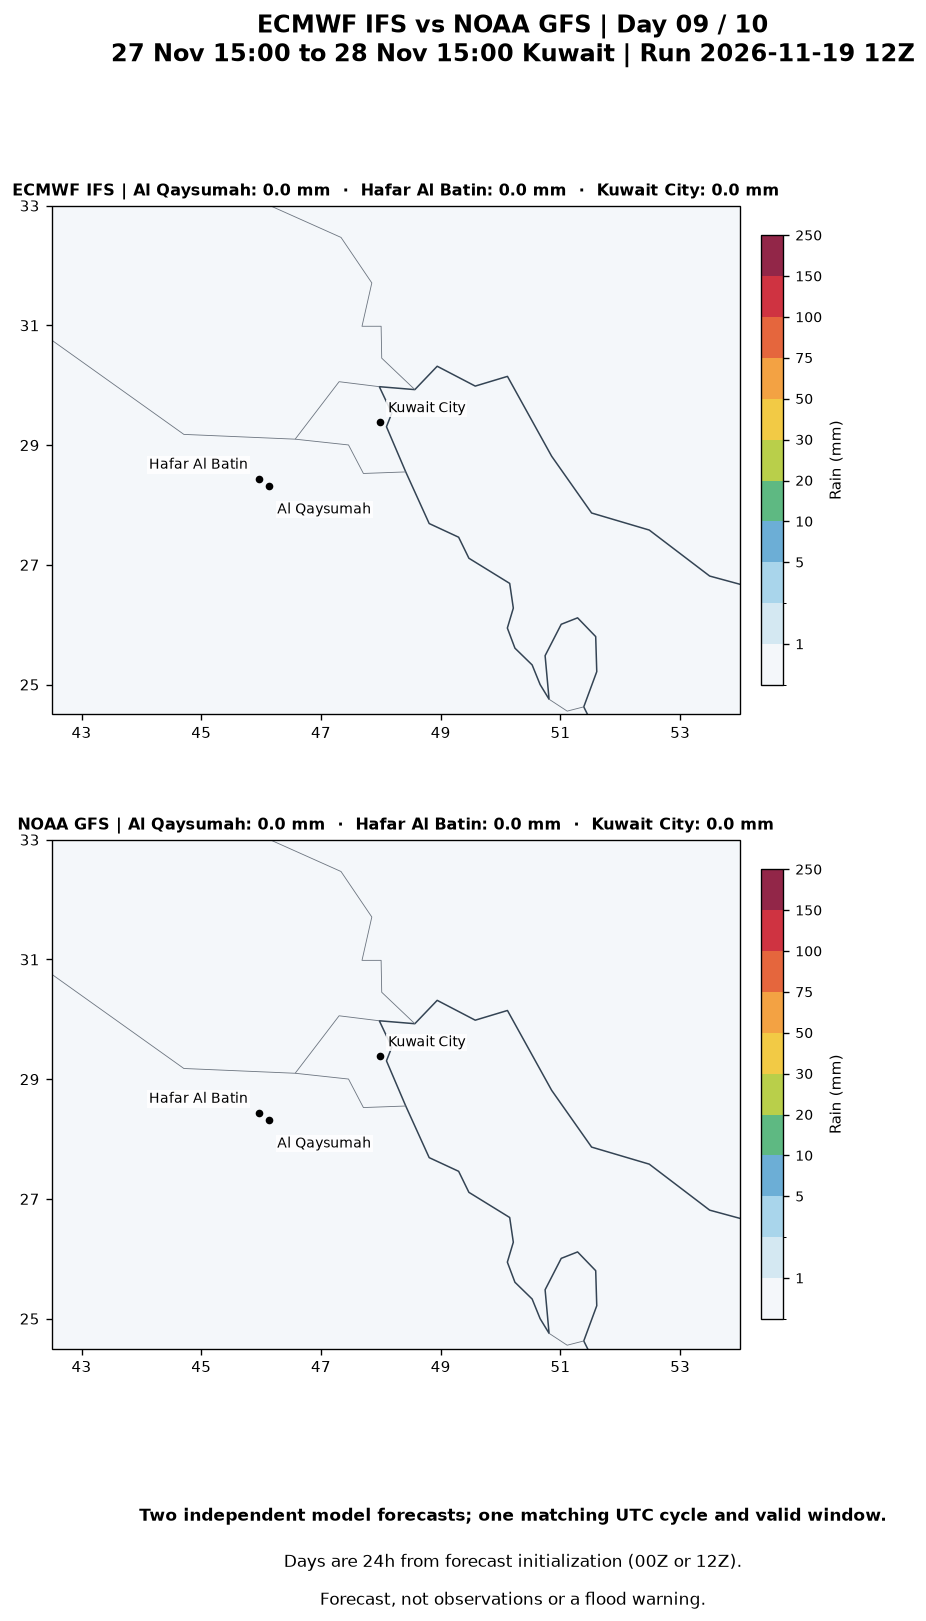 ECMWF IFS vs NOAA GFS | Day 09 / 10
27 Nov 15:00 to 28 Nov 15:00 Kuwait | Run 2026-11-19 12Z
ECMWF IFS | Al Qaysumah: 0.0 mm · Hafar Al Batin: 0.0 mm · Kuwait City: 0.0 mm
33
31
29
27
25
43 45 47 49 51 53
Kuwait City
Hafar Al Batin
Al Qaysumah
250
150
100
75
50
30
20
10
5
1
Rain (mm)
NOAA GFS | Al Qaysumah: 0.0 mm · Hafar Al Batin: 0.0 mm · Kuwait City: 0.0 mm
33
31
29
27
25
43 45 47 49 51 53
Kuwait City
Hafar Al Batin
Al Qaysumah
250
150
100
75
50
30
20
10
5
1
Rain (mm)
Two independent model forecasts; one matching UTC cycle and valid window.
Days are 24h from forecast initialization (00Z or 12Z).
Forecast, not observations or a flood warning.